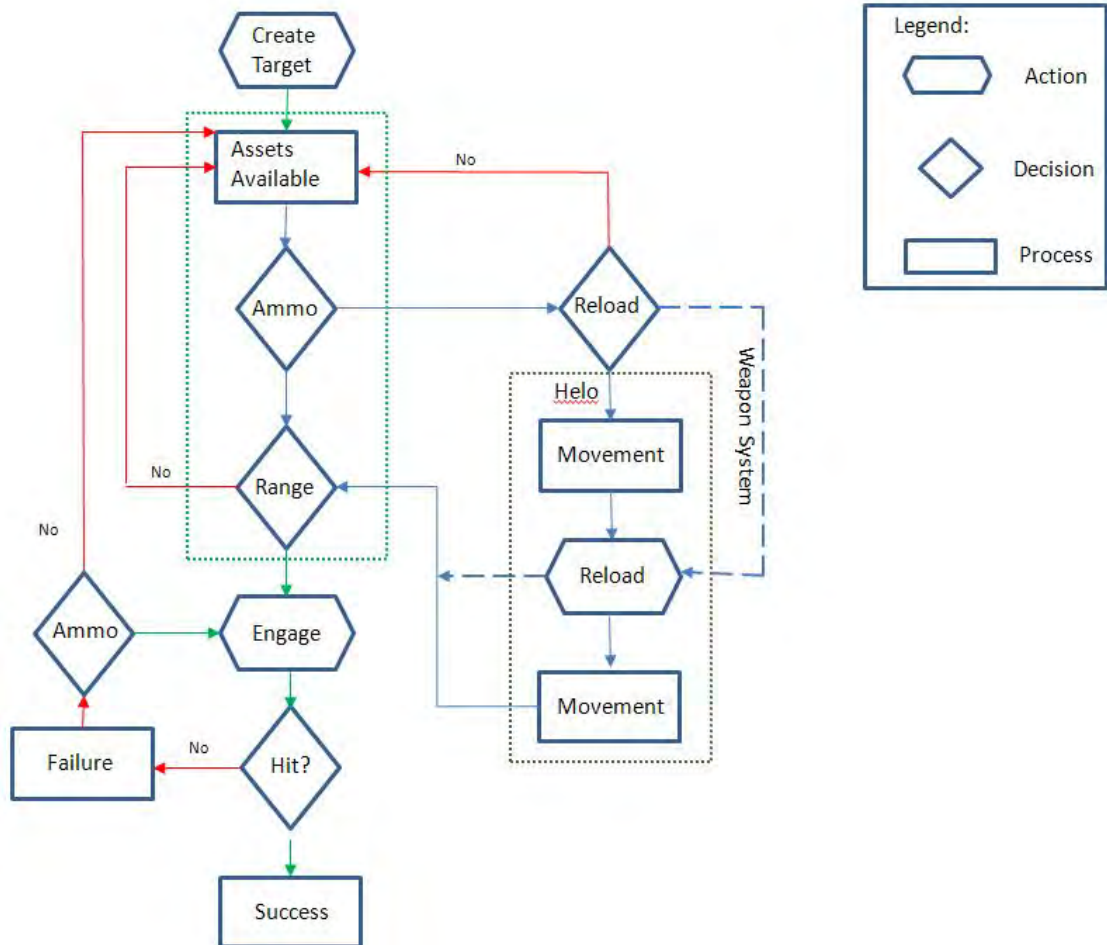 Create
Target
Legend:
Action
Decision
Process
Assets
Available
No
Ammo
Reload
Weapon System
Helo
Movement
No
Range
Reload
No
Ammo
Engage
Movement
Failure
No
Hit?
Success